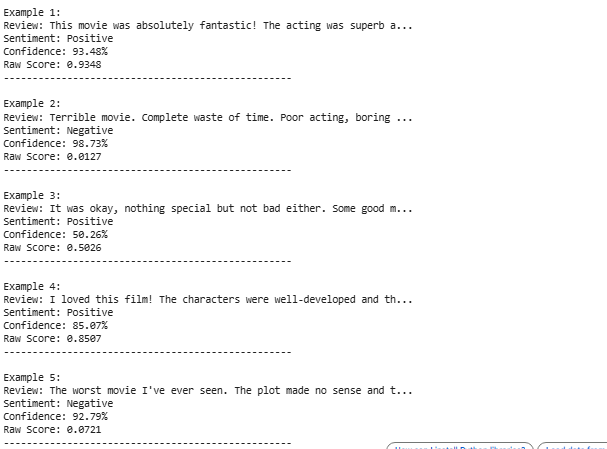 Example 1:
Review: This movie was absolutely fantastic! The acting was superb a...
Sentiment: Positive
Confidence: 93.48%
Raw Score: 0.9348
--------------------------------------------------
Example 2:
Review: Terrible movie. Complete waste of time. Poor acting, boring ...
Sentiment: Negative
Confidence: 98.73%
Raw Score: 0.0127
--------------------------------------------------
Example 3:
Review: It was okay, nothing special but not bad either. Some good m...
Sentiment: Positive
Confidence: 50.26%
Raw Score: 0.5026
--------------------------------------------------
Example 4:
Review: I loved this film! The characters were well-developed and th...
Sentiment: Positive
Confidence: 85.07%
Raw Score: 0.8507
--------------------------------------------------
Example 5:
Review: The worst movie I've ever seen. The plot made no sense and t...
Sentiment: Negative
Confidence: 92.79%
Raw Score: 0.0721
--------------------------------------------------